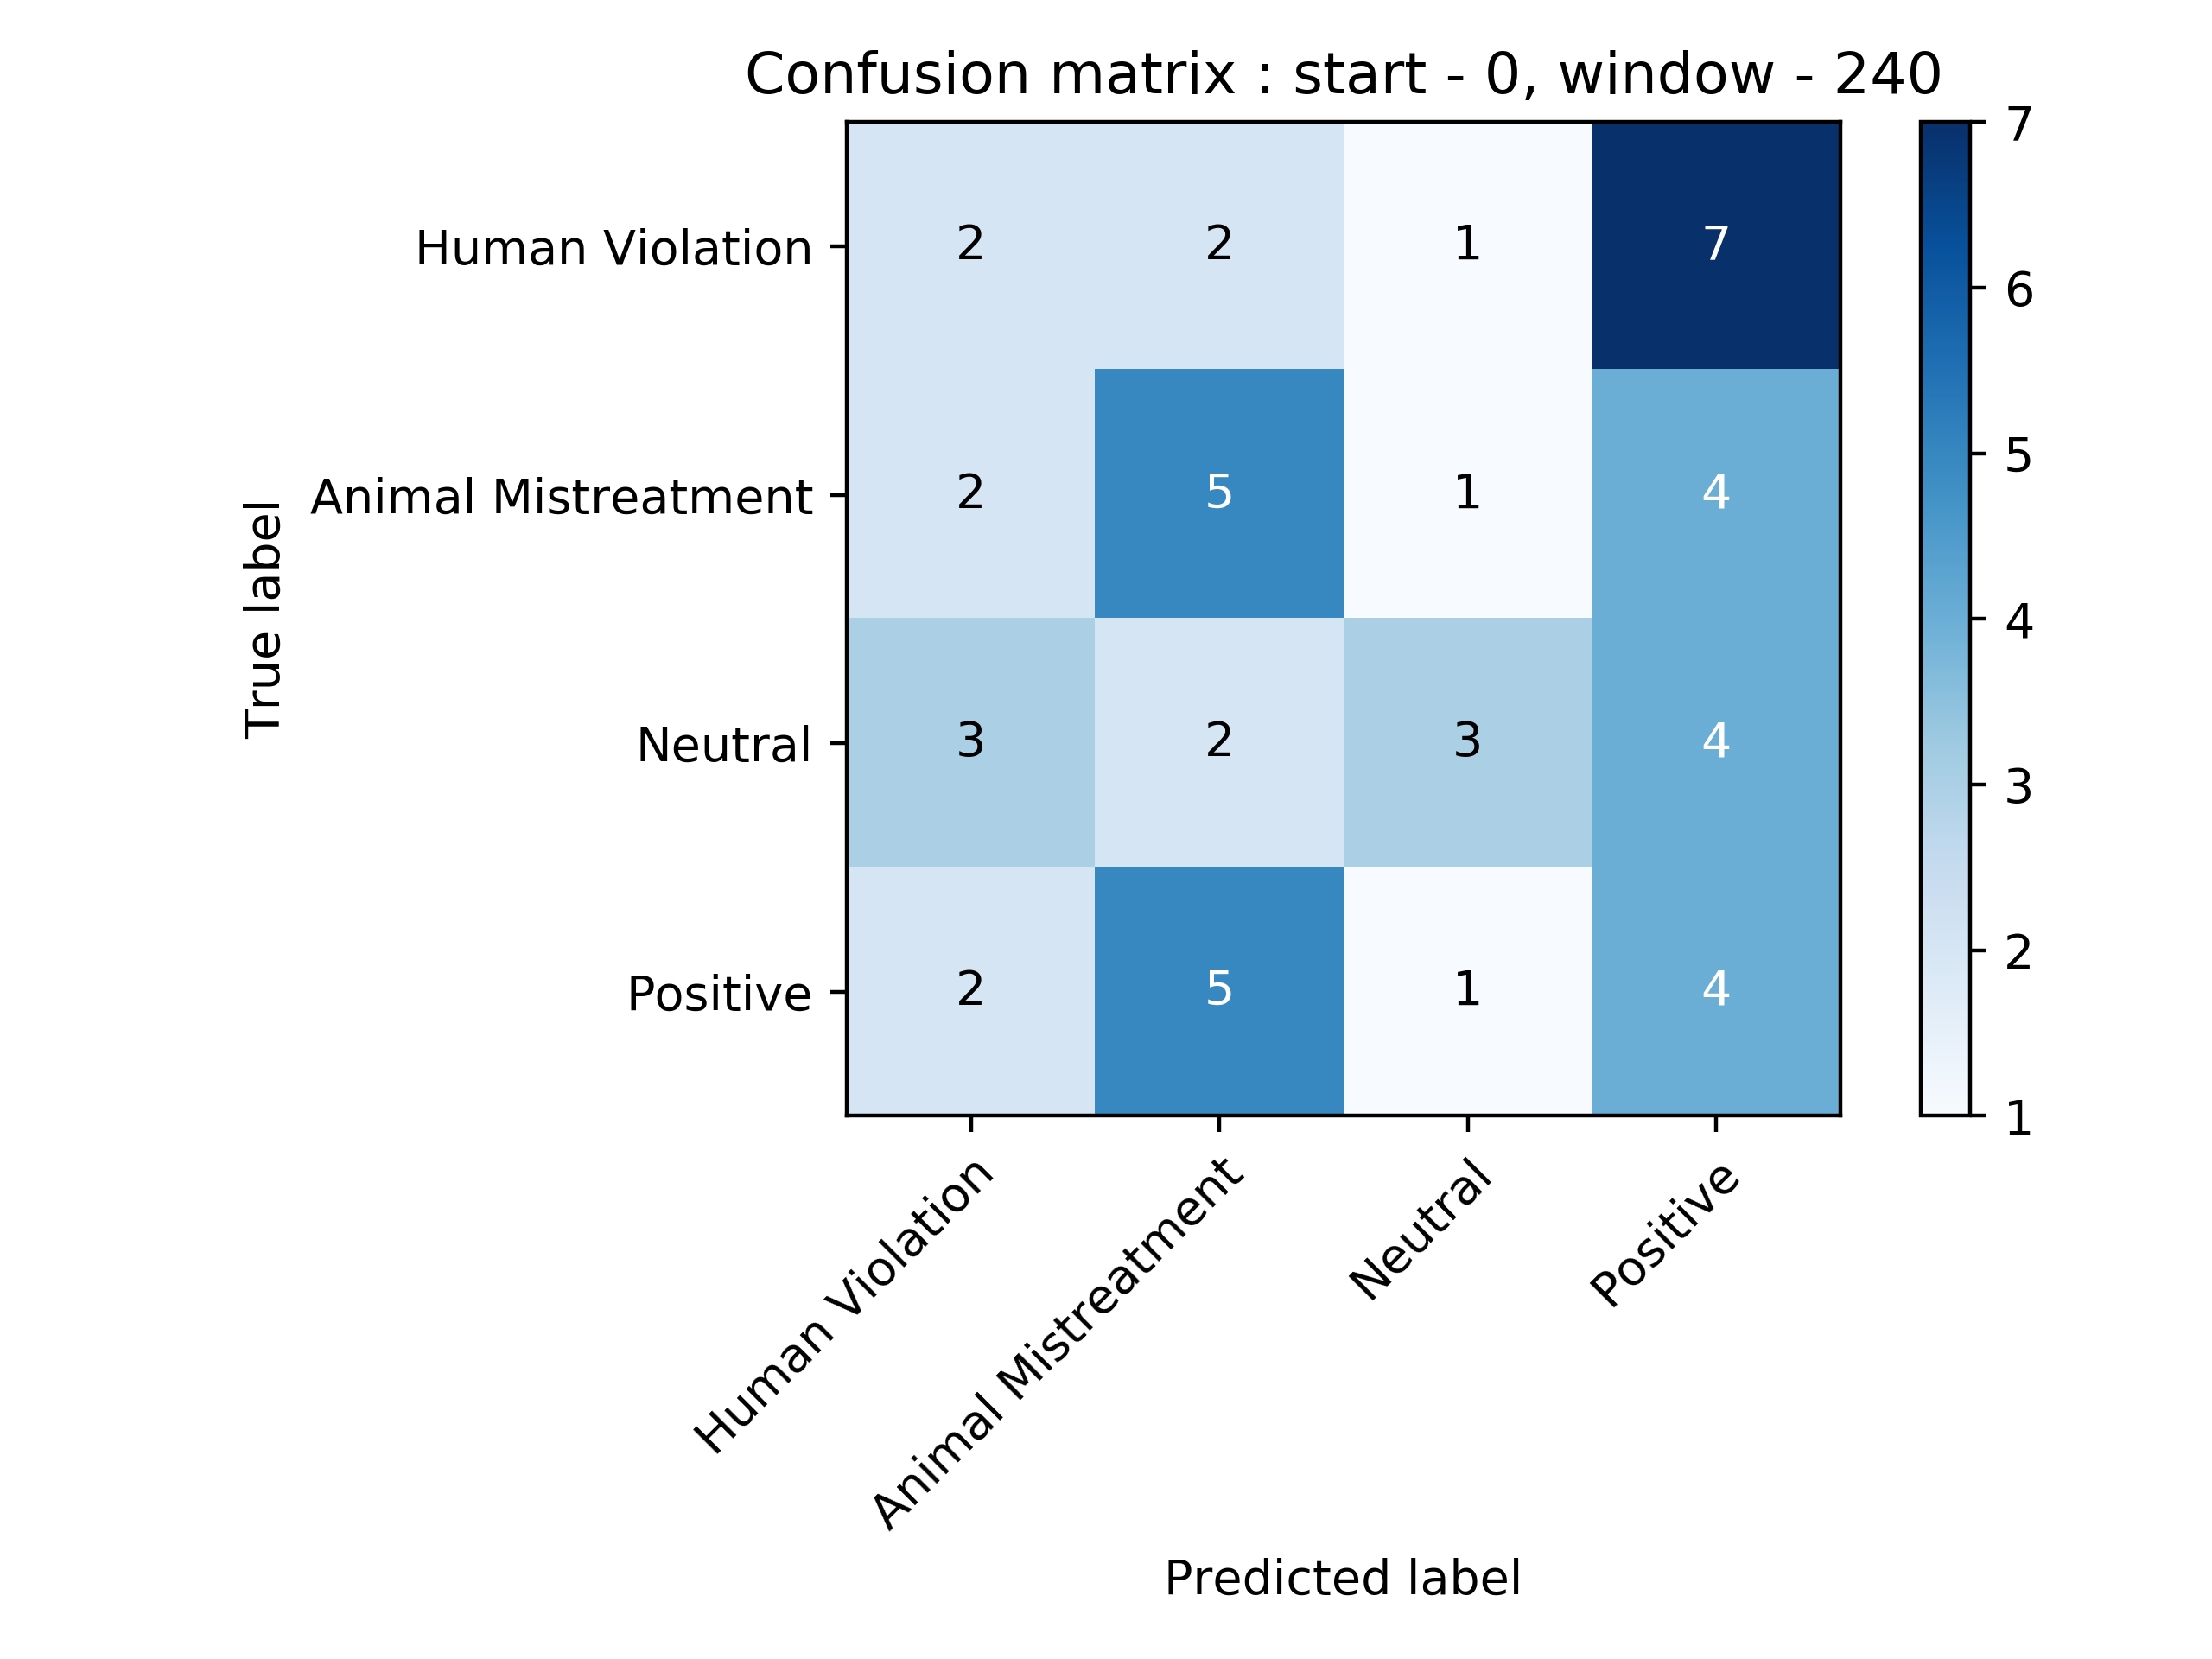 Confusion matrix : start - 0, window - 240
True label
Human Violation
2 2 1 7
Animal Mistreatment
2 5 1 4
Neutral
3 2 3 4
Positive
2 5 1 4
Human Violation
Animal Mistreatment
Neutral
Positive
Predicted label
7
6
5
4
3
2
1